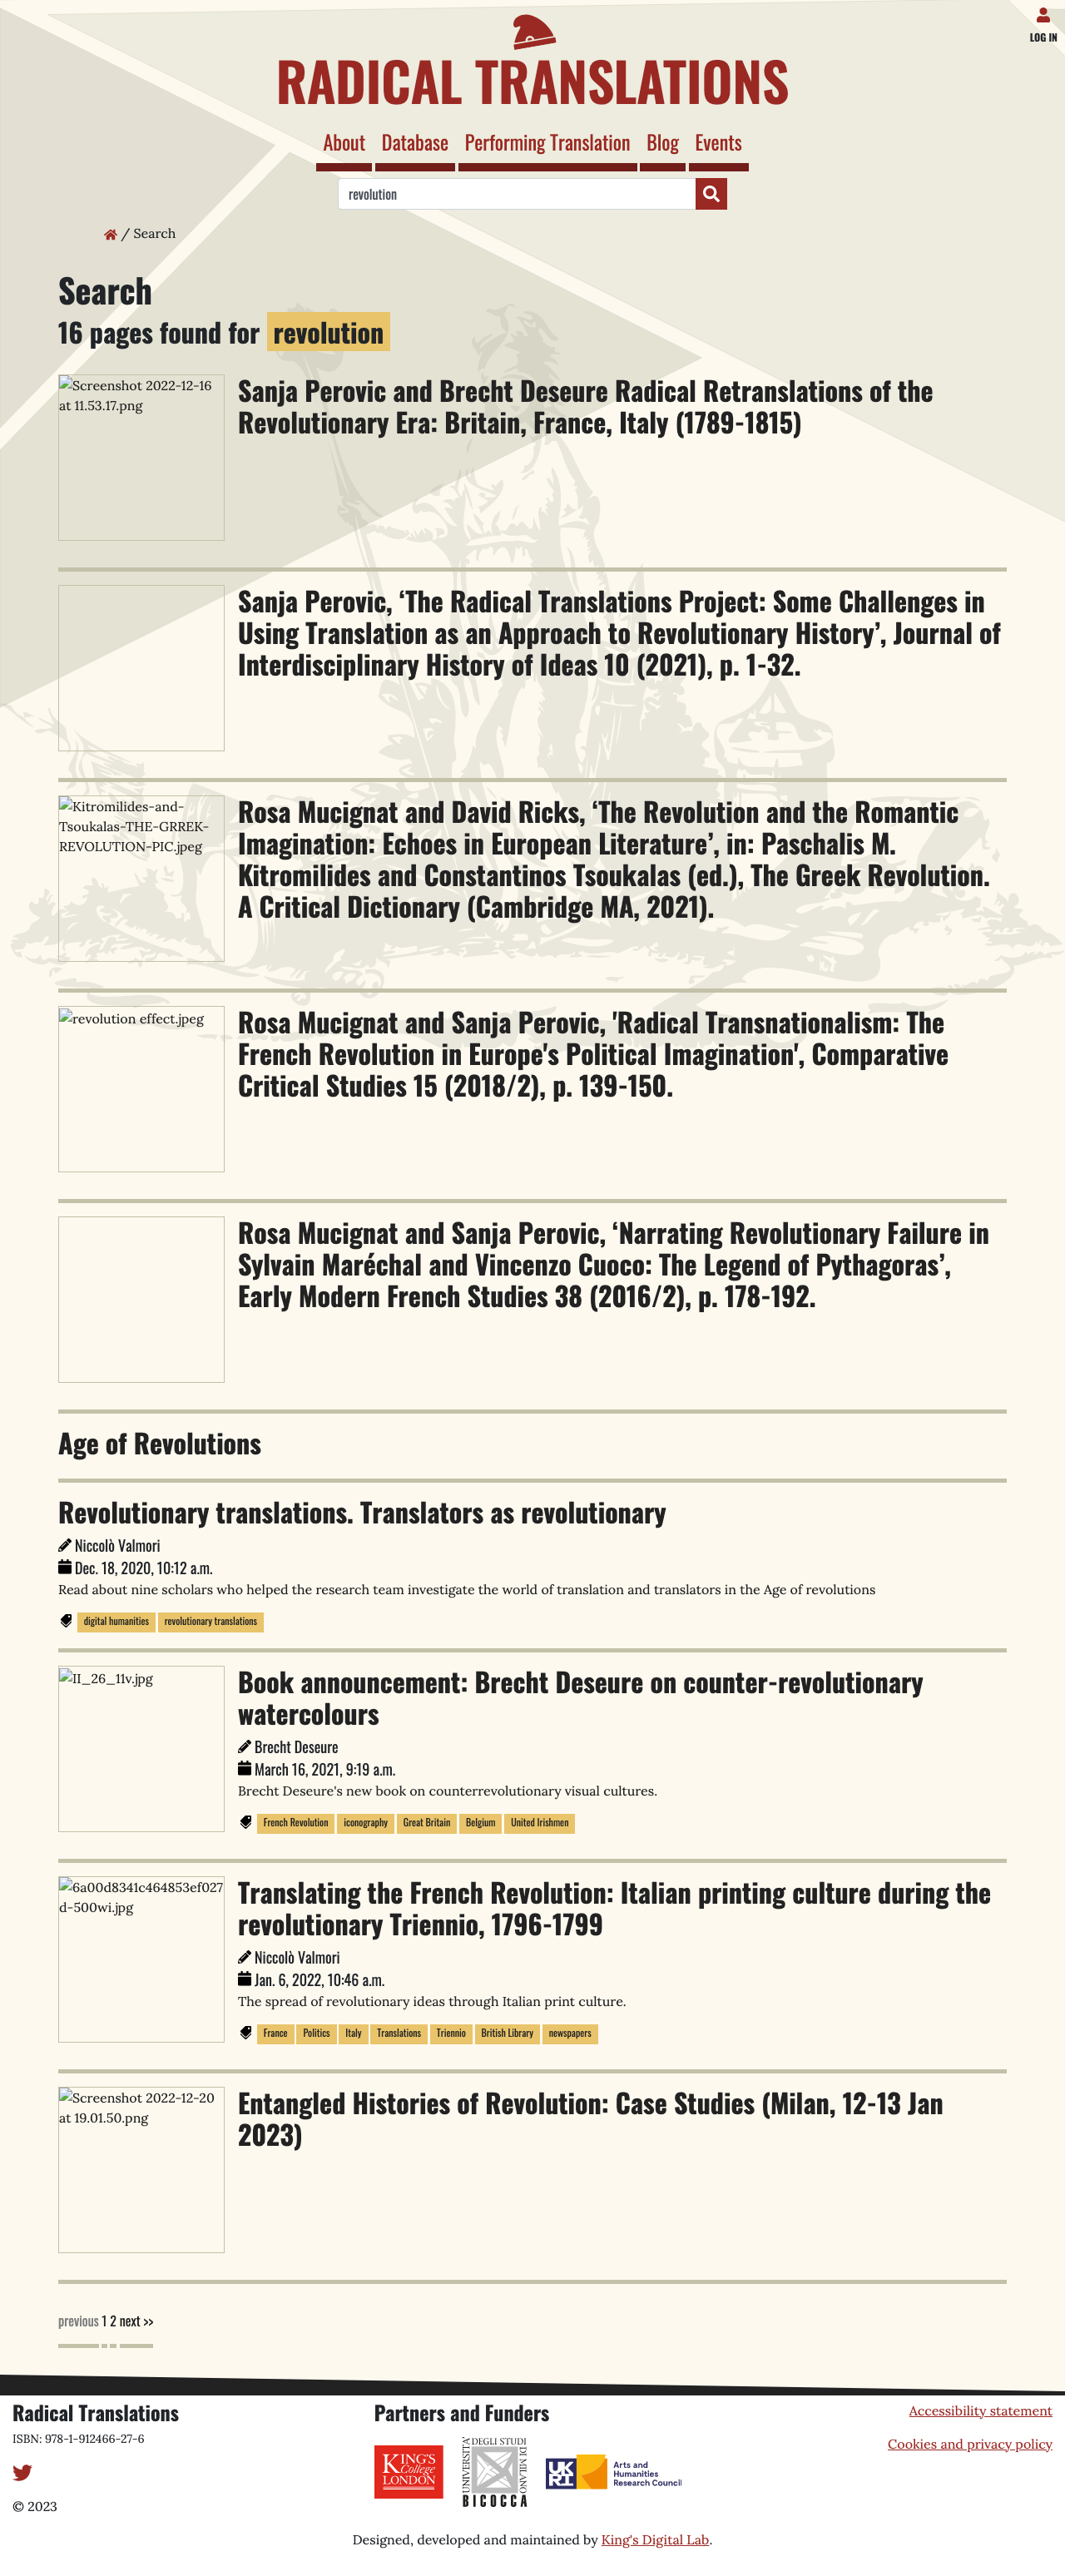 LOG IN
RADICAL TRANSLATIONS
About Database Performing Translation Blog Events
revolution
/ Search
Search
16 pages found for revolution
Screenshot 2022-12-16
at 11.53.17.png
Sanja Perovic and Brecht Deseure Radical Retranslations of the
Revolutionary Era: Britain, France, Italy (1789-1815)
Sanja Perovic, ‘The Radical Translations Project: Some Challenges in
Using Translation as an Approach to Revolutionary History’, Journal of
Interdisciplinary History of Ideas 10 (2021), p. 1-32.
Kitromilides-and-
Tsoukalas-THE-GRREK-
REVOLUTION-PIC.jpeg
Rosa Mucignat and David Ricks, ‘The Revolution and the Romantic
Imagination: Echoes in European Literature’, in: Paschalis M.
Kitromilides and Constantinos Tsoukalas (ed.), The Greek Revolution.
A Critical Dictionary (Cambridge MA, 2021).
revolution effect.jpeg
Rosa Mucignat and Sanja Perovic, 'Radical Transnationalism: The
French Revolution in Europe's Political Imagination', Comparative
Critical Studies 15 (2018/2), p. 139-150.
Rosa Mucignat and Sanja Perovic, ‘Narrating Revolutionary Failure in
Sylvain Maréchal and Vincenzo Cuoco: The Legend of Pythagoras’,
Early Modern French Studies 38 (2016/2), p. 178-192.
Age of Revolutions
Revolutionary translations. Translators as revolutionary
Niccolò Valmori
Dec. 18, 2020, 10:12 a.m.
Read about nine scholars who helped the research team investigate the world of translation and translators in the Age of revolutions
digital humanities revolutionary translations
II_26_11v.jpg
Book announcement: Brecht Deseure on counter-revolutionary
watercolours
Brecht Deseure
March 16, 2021, 9:19 a.m.
Brecht Deseure's new book on counterrevolutionary visual cultures.
French Revolution iconography Great Britain Belgium United Irishmen
6a00d8341c464853ef027
d-500wi.jpg
Translating the French Revolution: Italian printing culture during the
revolutionary Triennio, 1796-1799
Niccolò Valmori
Jan. 6, 2022, 10:46 a.m.
The spread of revolutionary ideas through Italian print culture.
France Politics Italy Translations Triennio British Library newspapers
Screenshot 2022-12-20
at 19.01.50.png
Entangled Histories of Revolution: Case Studies (Milan, 12-13 Jan
2023)
previous 1 2 next >>
Radical Translations
ISBN: 978-1-912466-27-6
© 2023
Partners and Funders
KING'S
College
LONDON
UNIVERSITA'
DEGLI STUDI
DI MILANO
BICOCCA
UKRI
Arts and
Humanities
Research Council
Accessibility statement
Cookies and privacy policy
Designed, developed and maintained by King's Digital Lab.